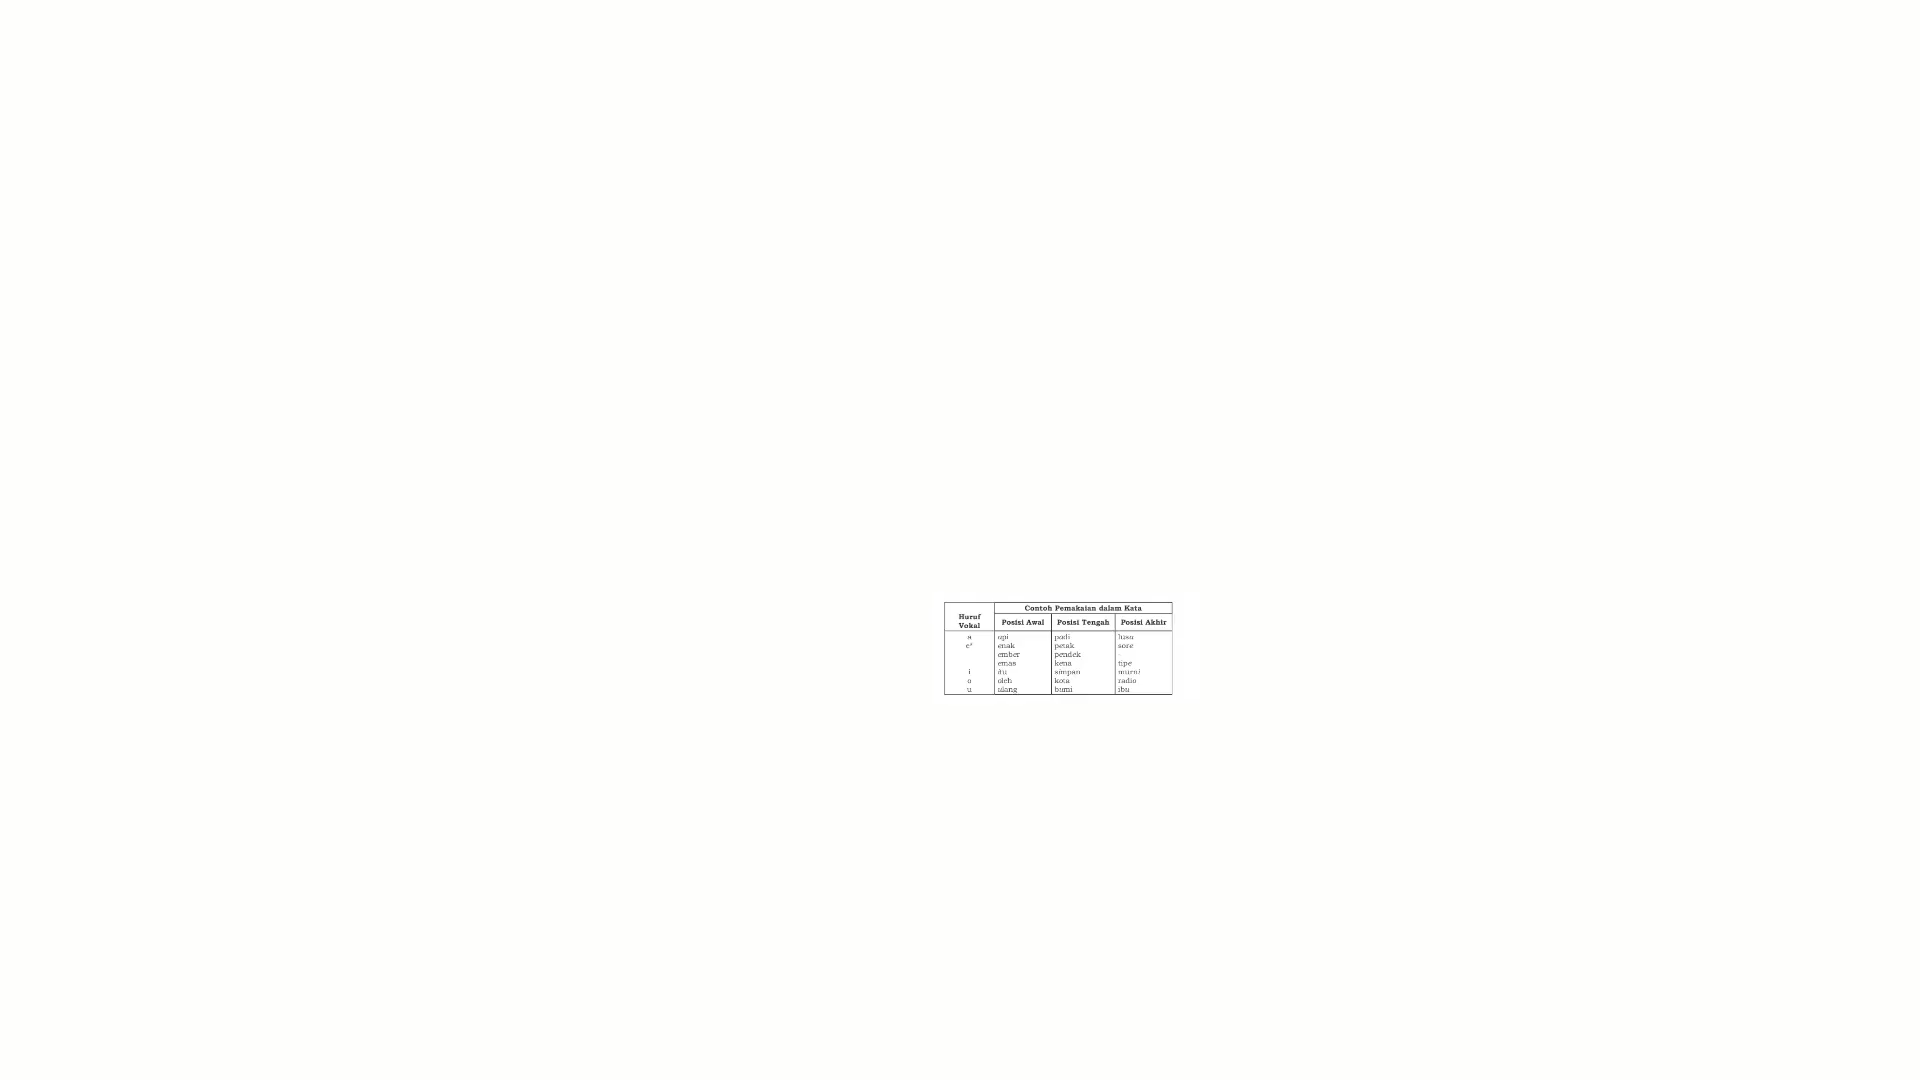 Huruf Vokal Contoh Pemakaian dalam Kata
Posisi Awal Posisi Tengah Posisi Akhir
a api padi lusa
e* enak petak sore
ember pendek -
emas kena tipe
i itu simpan murni
o oleh kota radio
u ulang bumi ibu